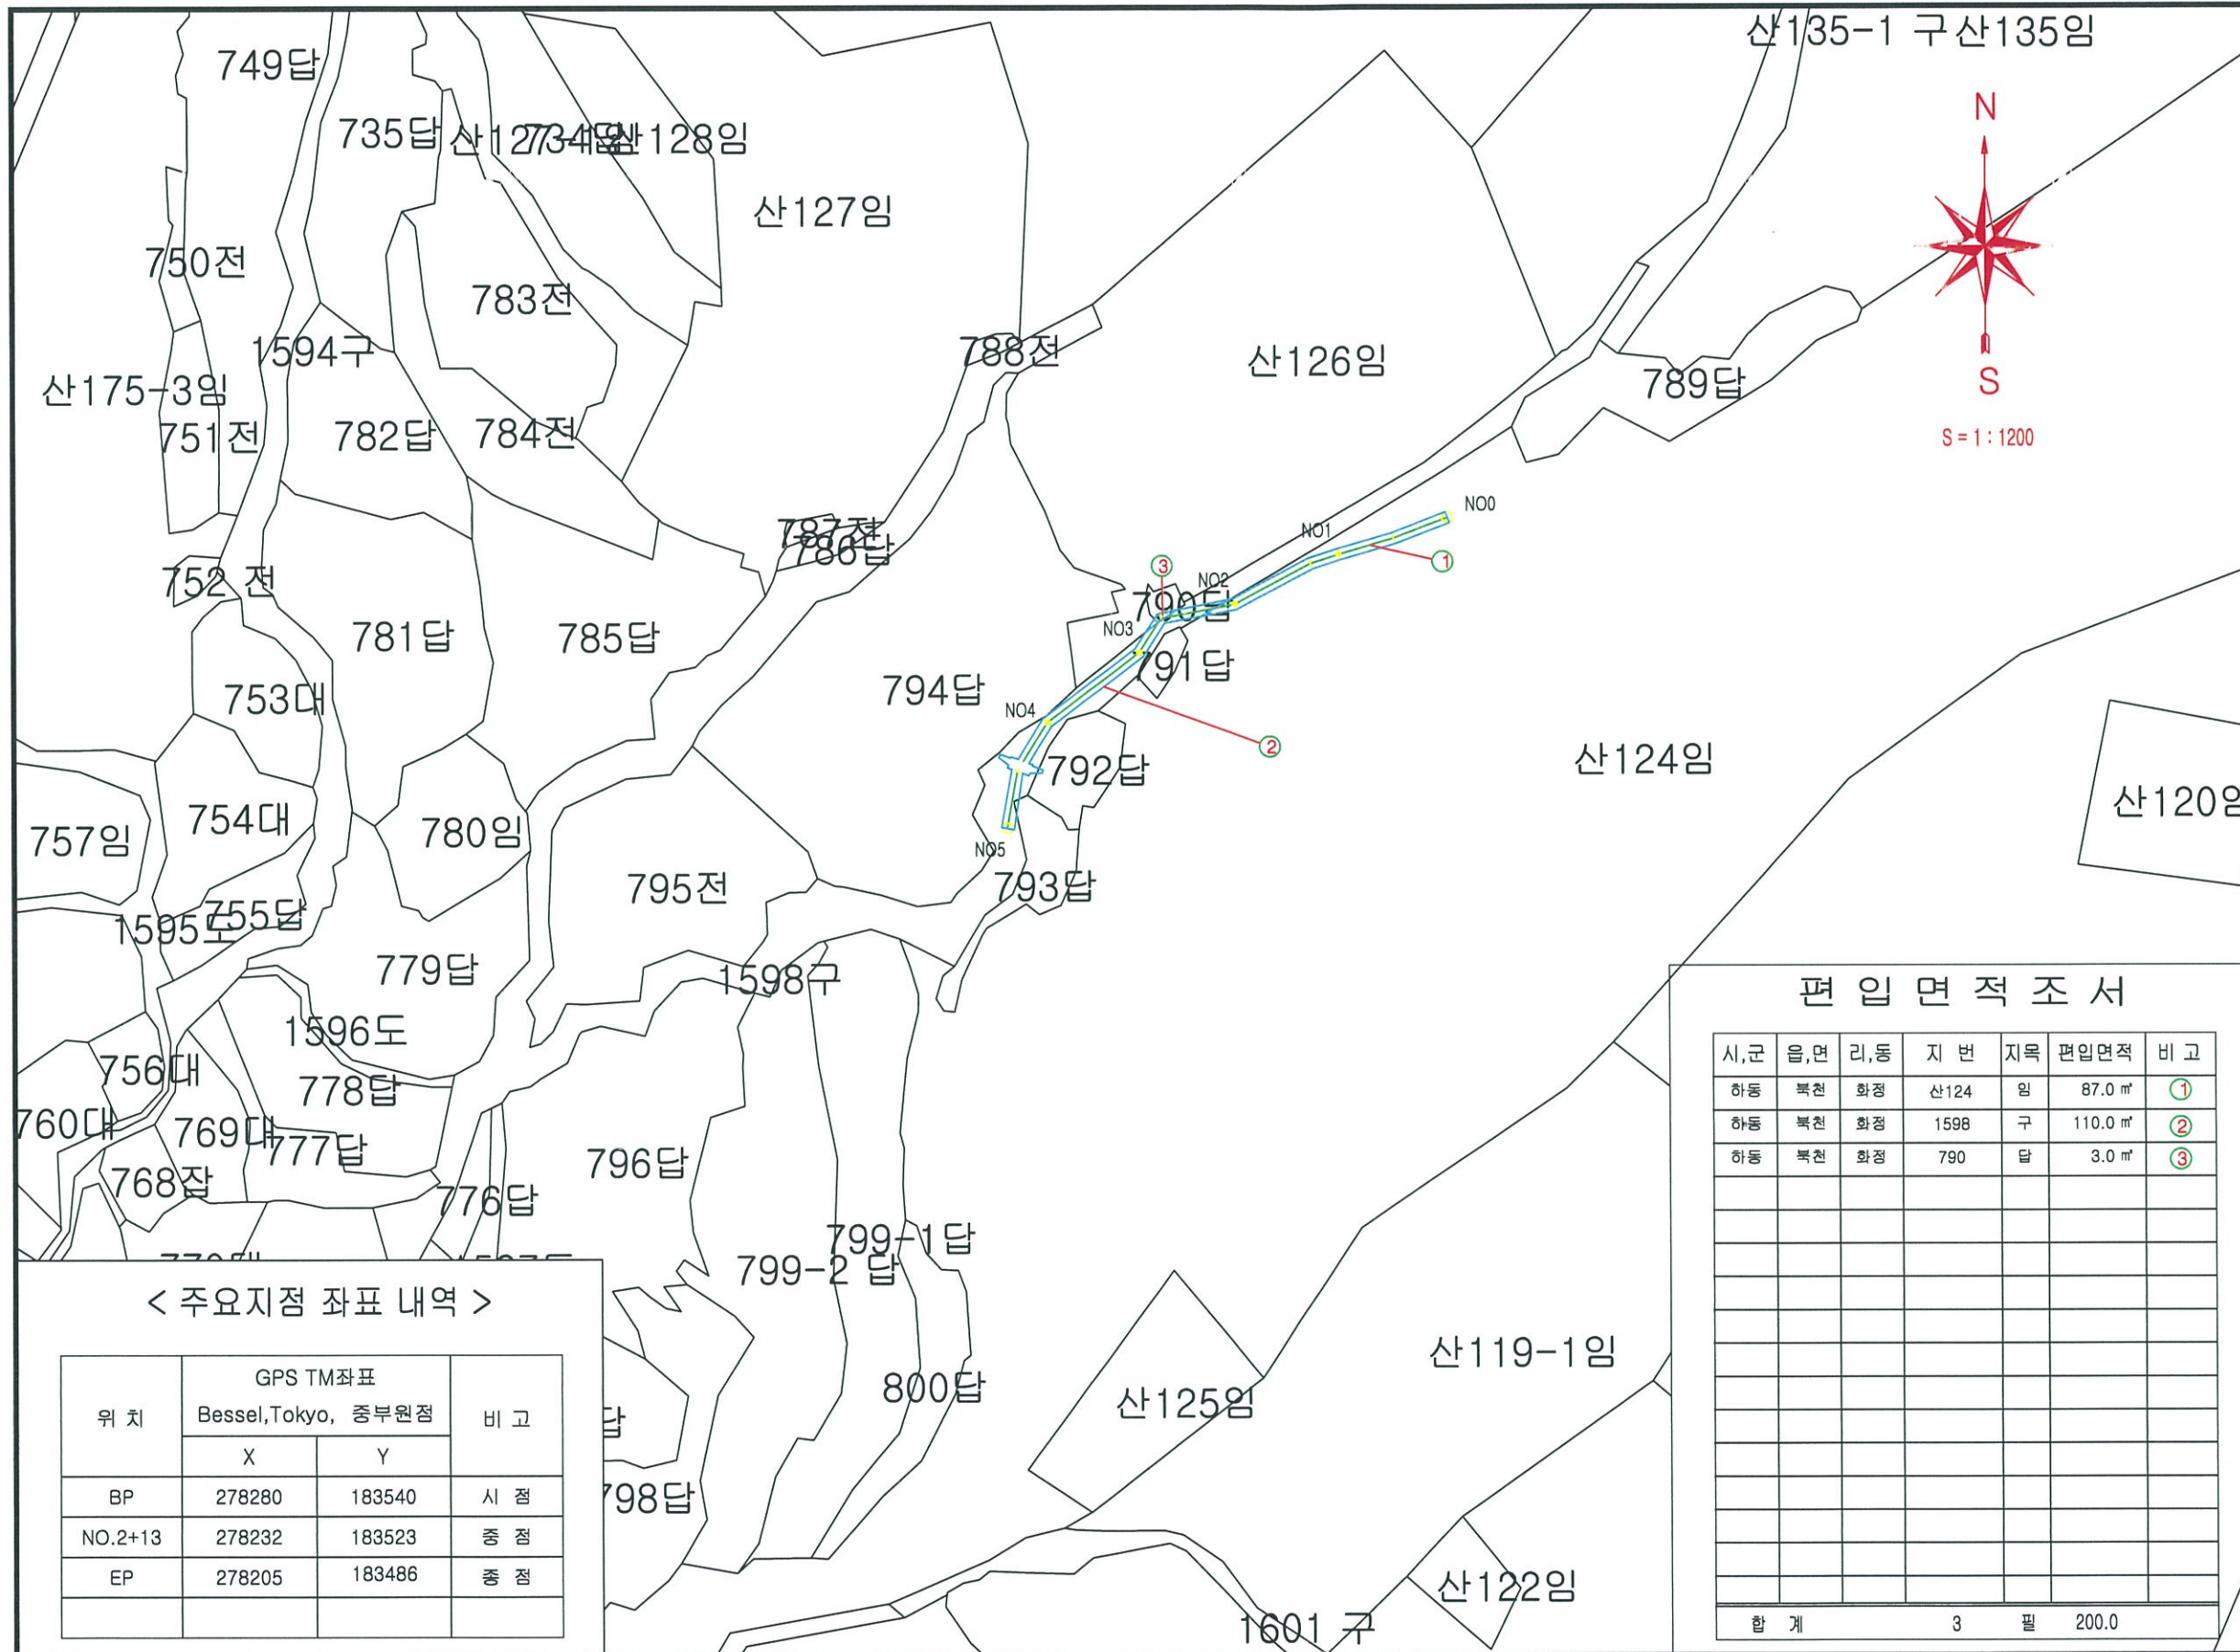 산135-1 구산135임
749답
N
735답
산128임
산127임
750전
783전
1594구
788전
산126임
산175-3임
789답
S
751전
782답
784전
S = 1 : 1200
NO0
NO1
787전
786답
①
③
752 전
NO2
790답
781답
785답
NO3
791답
753대
794답
NO4
②
산124임
792답
754대
산120임
757임
780임
NO5
795전
793답
755답
1595도
779답
1598구
1596도
756대
778답
760대
769대
777답
768잡
796답
776답
799-1답
799-2 답
산119-1임
800답
산125임
답
798답
산122임
1601 구
편 입 면 적 조 서
시,군 읍,면 리,동 지 번 지목 편입면적 비 고
하동 북천 화정 산124 임 87.0 ㎡ ①
하동 북천 화정 1598 구 110.0 ㎡ ②
하동 북천 화정 790 답 3.0 ㎡ ③
합 계 3 필 200.0
< 주요지점 좌표 내역 >
위 치 GPS TM좌표 비 고
Bessel,Tokyo, 중부원점
X Y
BP 278280 183540 시 점
NO.2+13 278232 183523 중 점
EP 278205 183486 종 점